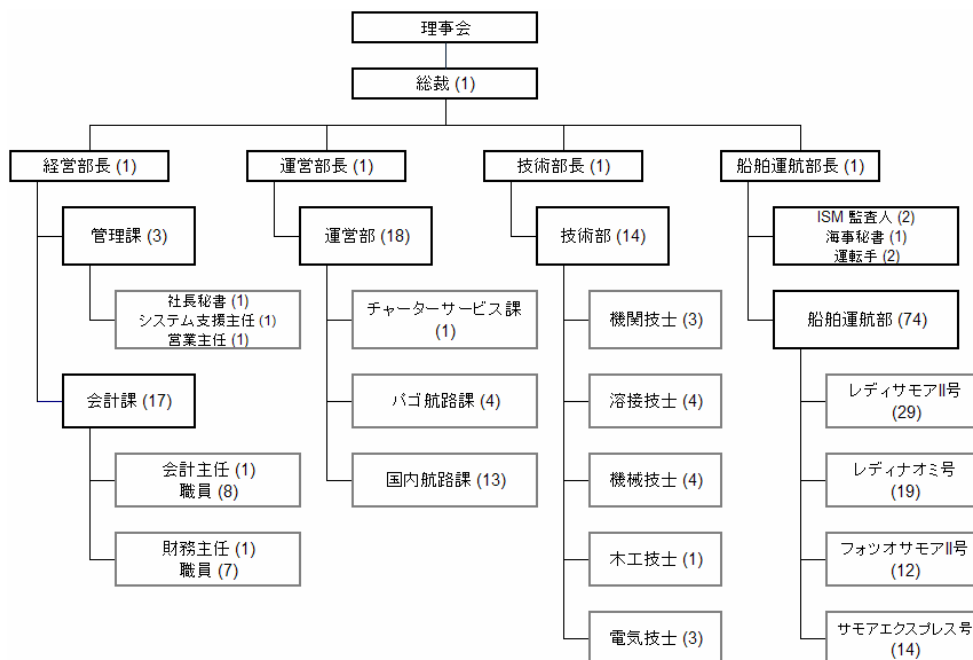 理事会
総裁 (1)
経営部長 (1)
運営部長 (1)
技術部長 (1)
船舶運航部長 (1)
管理課 (3)
社長秘書 (1)
システム支援主任 (1)
営業主任 (1)
会計課 (17)
会計主任 (1)
職員 (8)
財務主任 (1)
職員 (7)
運営部 (18)
チャーターサービス課
(1)
パゴ航路課 (4)
国内航路課 (13)
技術部 (14)
機関技士 (3)
溶接技士 (4)
機械技士 (4)
木工技士 (1)
電気技士 (3)
ISM 監査人 (2)
海事秘書 (1)
運転手 (2)
船舶運航部 (74)
レディサモアII号
(29)
レディナオミ号
(19)
フォツオサモアII号
(12)
サモアエクスプレス号
(14)